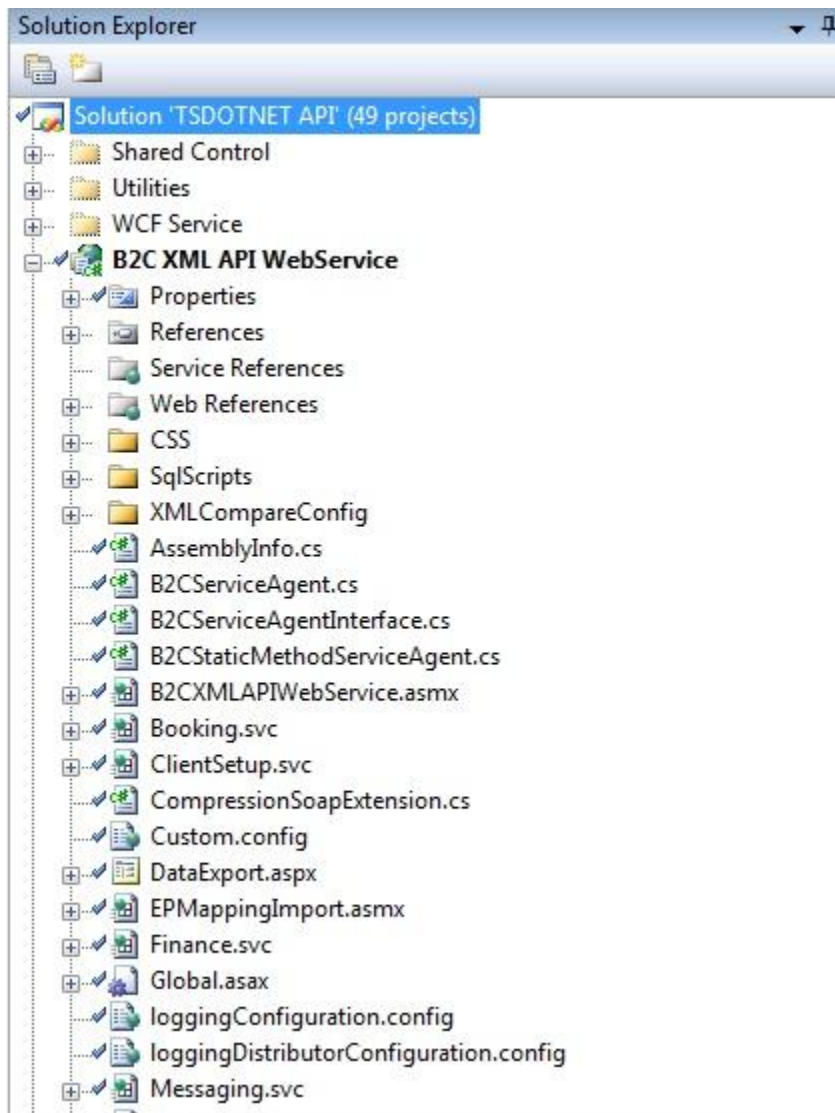 Solution Explorer
Solution 'TSDOTNET API' (49 projects)
Shared Control
Utilities
WCF Service
B2C XML API WebService
Properties
References
Service References
Web References
CSS
SqlScripts
XMLCompareConfig
AssemblyInfo.cs
B2CServiceAgent.cs
B2CServiceAgentInterface.cs
B2CStaticMethodServiceAgent.cs
B2CXMLAPIWebService.asmx
Booking.svc
ClientSetup.svc
CompressionSoapExtension.cs
Custom.config
DataExport.aspx
EPMappingImport.asmx
Finance.svc
Global.asax
loggingConfiguration.config
loggingDistributorConfiguration.config
Messaging.svc